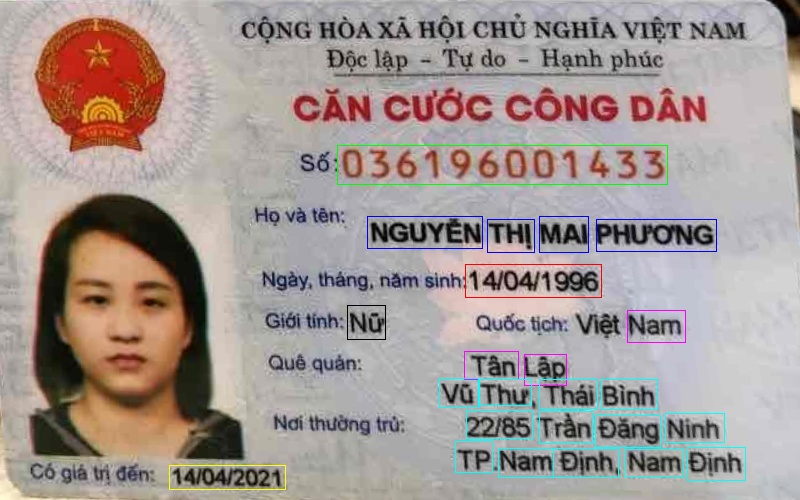 CỘNG HÒA XÃ HỘI CHỦ NGHĨA VIỆT NAM
Độc lập - Tự do - Hạnh phúc
CĂN CƯỚC CÔNG DÂN
Số: 036196001433
Họ và tên: NGUYỄN THỊ MAI PHƯƠNG
Ngày, tháng, năm sinh: 14/04/1996
Giới tính: Nữ Quốc tịch: Việt Nam
Quê quán: Tân Lập
Vũ Thư, Thái Bình
Nơi thường trú: 22/85 Trần Đăng Ninh
TP.Nam Định, Nam Định
Có giá trị đến: 14/04/2021